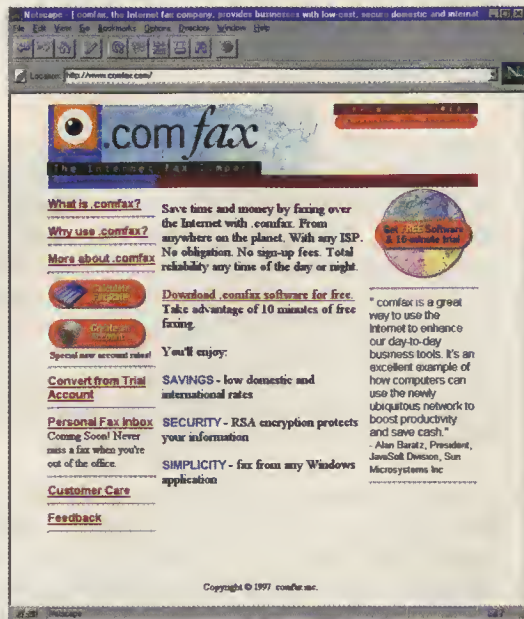 Netscape - [ comfax, the Internet fax company, provides businesses with low-cost, secure domestic and internat
File Edit View Go Bookmarks Options Directory Window Help
Location: http://www.comfax.com/
.comfax
The Internet Fax Company
What is .comfax?
Why use .comfax?
More about .comfax
Calculate
Create an
Account
Special new account rates!
Convert from Trial
Account
Personal Fax Inbox
Coming Soon! Never
miss a fax when you're
out of the office.
Customer Care
Feedback
Save time and money by faxing over
the Internet with .comfax. From
anywhere on the planet. With any ISP.
No obligation. No sign-up fees. Total
reliability any time of the day or night.
Download .comfax software for free.
Take advantage of 10 minutes of free
faxing.
You'll enjoy:
SAVINGS - low domestic and
international rates
SECURITY - RSA encryption protects
your information
SIMPLICITY - fax from any Windows
application
Get FREE Software
& 10-minute trial
" comfax is a great
way to use the
Internet to enhance
our day-to-day
business tools. It's an
excellent example of
how computers can
use the newly
ubiquitous network to
boost productivity
and save cash."
- Alan Baratz, President,
JavaSoft Division, Sun
Microsystems Inc
Copyright © 1997 comfax inc.